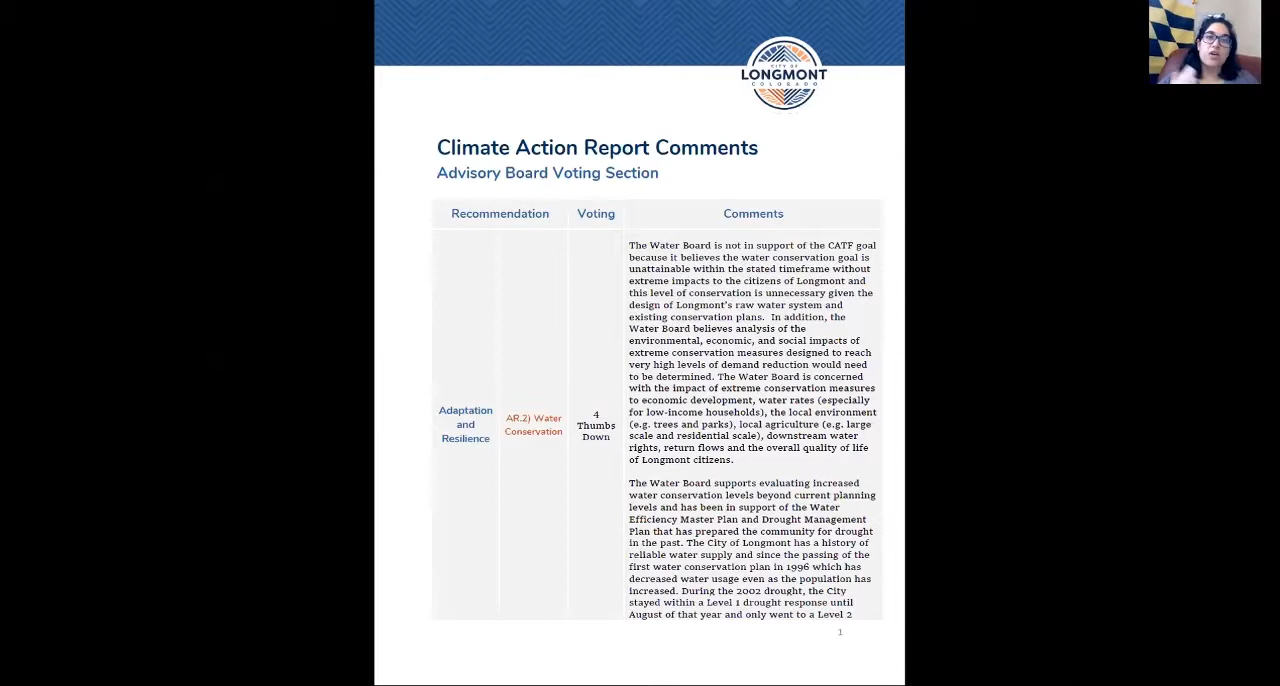 CITY OF
LONGMONT
COLORADO
Climate Action Report Comments
Advisory Board Voting Section
Recommendation
Voting
Comments
Adaptation
and
Resilience
AR.2) Water
Conservation
4
Thumbs
Down
The Water Board is not in support of the CATF goal
because it believes the water conservation goal is
unattainable within the stated timeframe without
extreme impacts to the citizens of Longmont and
this level of conservation is unnecessary given the
design of Longmont's raw water system and
existing conservation plans.  In addition, the
Water Board believes analysis of the
environmental, economic, and social impacts of
extreme conservation measures designed to reach
very high levels of demand reduction would need
to be determined. The Water Board is concerned
with the impact of extreme conservation measures
to economic development, water rates (especially
for low-income households), the local environment
(e.g. trees and parks), local agriculture (e.g. large
scale and residential scale), downstream water
rights, return flows and the overall quality of life
of Longmont citizens.
The Water Board supports evaluating increased
water conservation levels beyond current planning
levels and has been in support of the Water
Efficiency Master Plan and Drought Management
Plan that has prepared the community for drought
in the past. The City of Longmont has a history of
reliable water supply and since the passing of the
first water conservation plan in 1996 which has
decreased water usage even as the population has
increased. During the 2002 drought, the City
stayed within a Level 1 drought response until
August of that year and only went to a Level 2
1